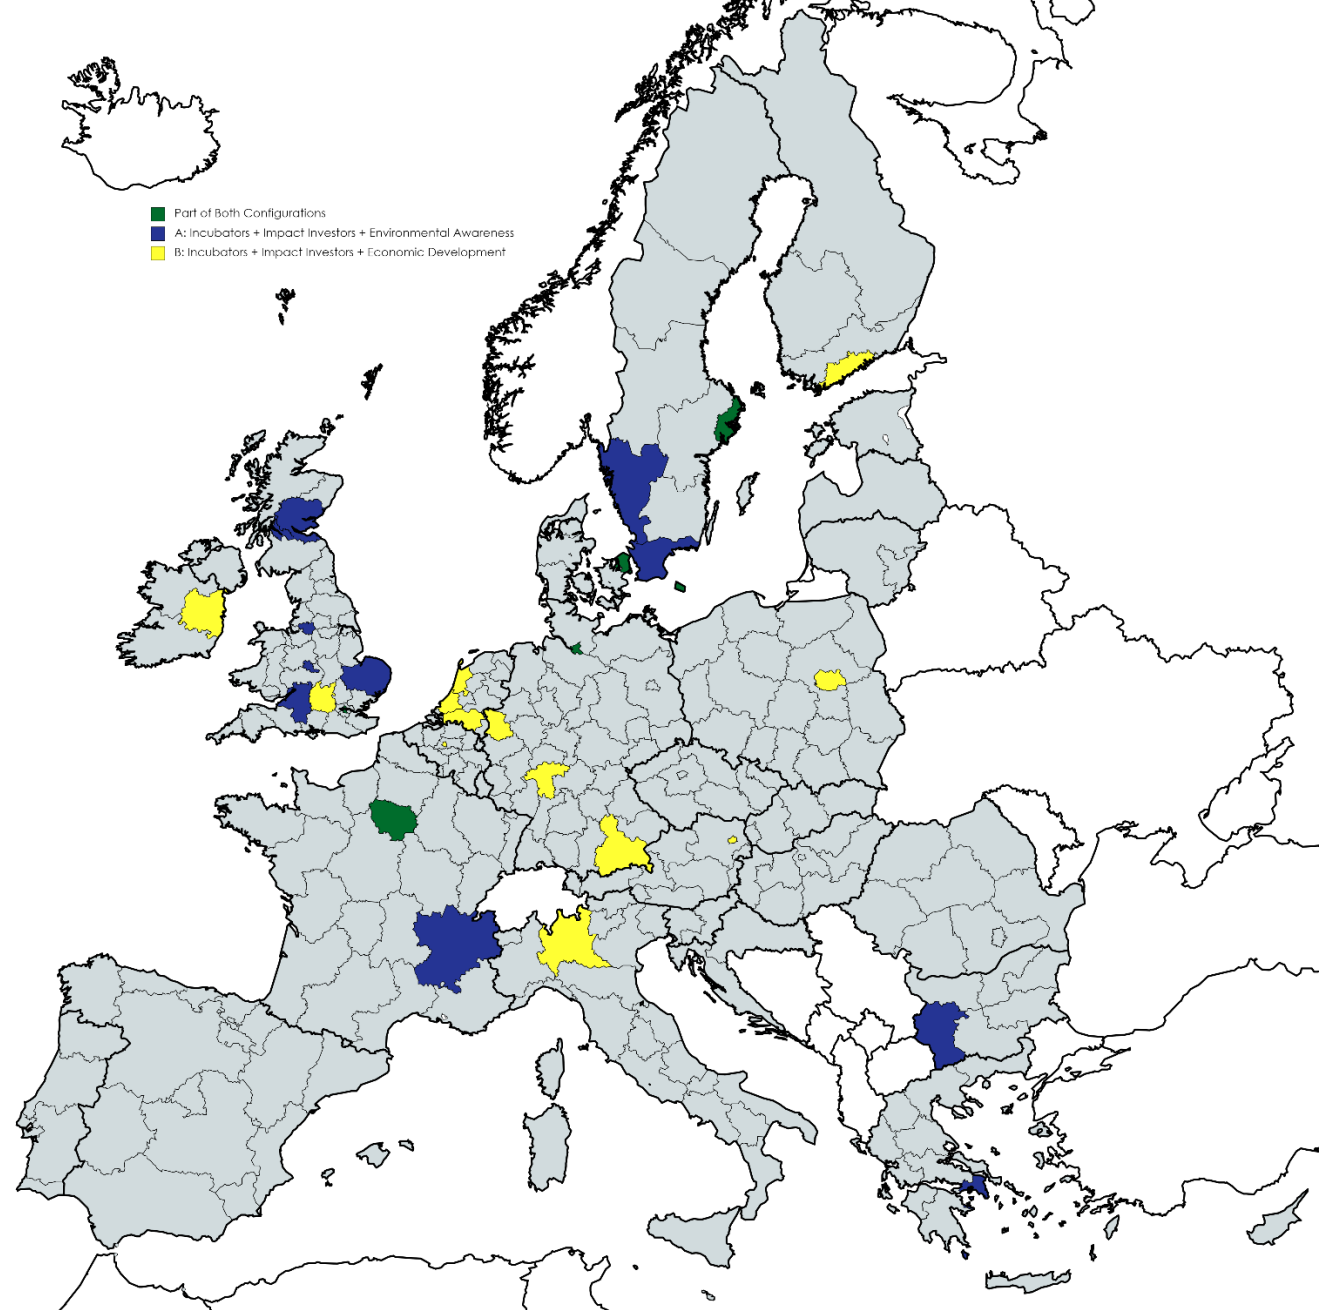 Part of Both Configurations
A: Incubators + Impact Investors + Environmental Awareness
B: Incubators + Impact Investors + Economic Development